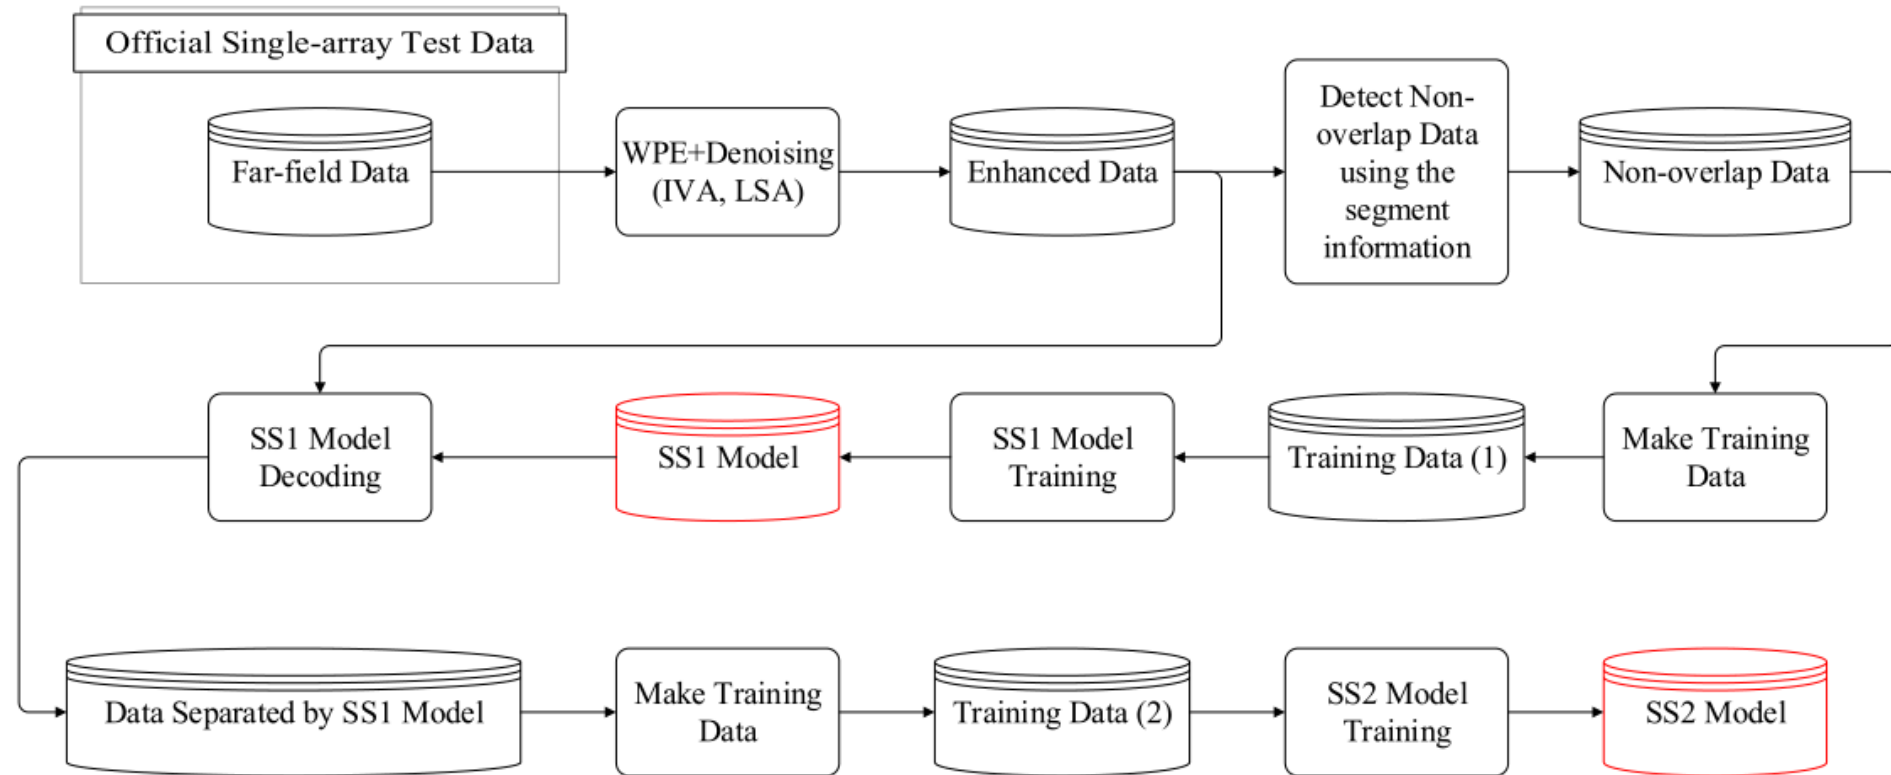 Official Single-array Test Data
Far-field Data
WPE+Denoising
(IVA, LSA)
Enhanced Data
Detect Non-
overlap Data
using the
segment
information
Non-overlap Data
SS1 Model
Decoding
SS1 Model
SS1 Model
Training
Training Data (1)
Make Training
Data
Data Separated by SS1 Model
Make Training
Data
Training Data (2)
SS2 Model
Training
SS2 Model